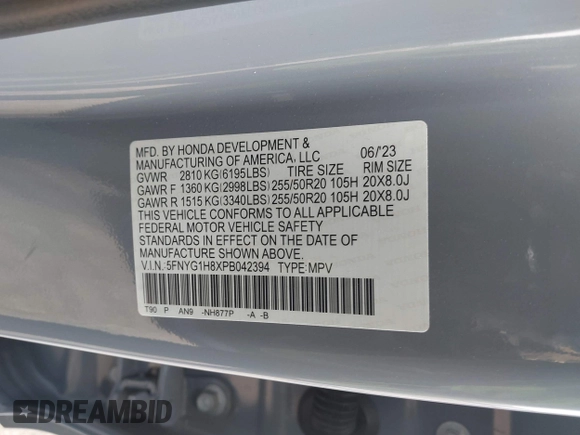 MFD. BY HONDA DEVELOPMENT &
MANUFACTURING OF AMERICA, LLC 06/'23
GVWR 2810 KG(6195LBS) TIRE SIZE RIM SIZE
GAWR F 1360 KG(2998LBS) 255/50R20 105H 20X8.0J
GAWR R 1515 KG(3340LBS) 255/50R20 105H 20X8.0J
THIS VEHICLE CONFORMS TO ALL APPLICABLE
FEDERAL MOTOR VEHICLE SAFETY
STANDARDS IN EFFECT ON THE DATE OF
MANUFACTURE SHOWN ABOVE.
V.I.N.:5FNYG1H8XPB042394 TYPE:MPV
T90 P AN9 -NH877P -A -B
DREAMBID